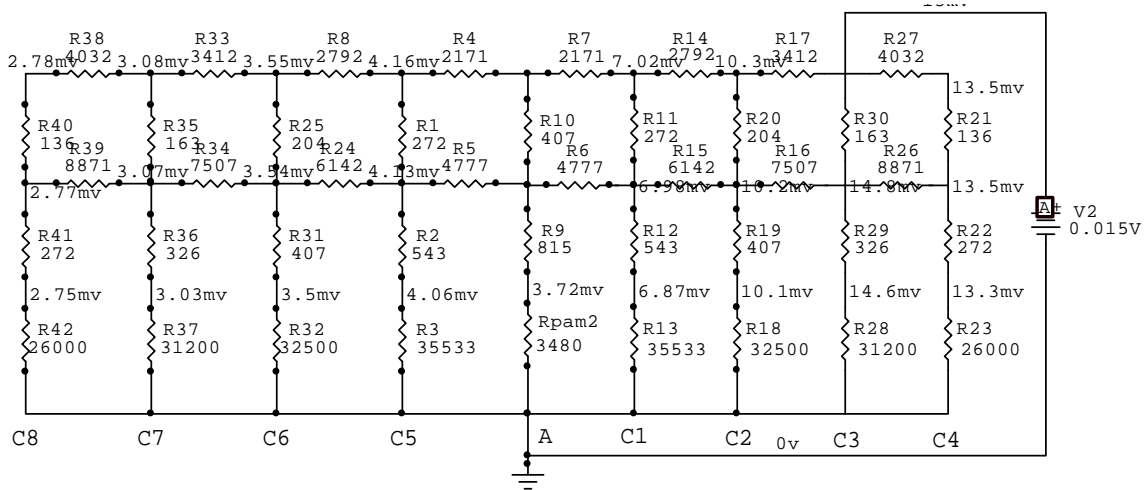 R38 R33 R8 R4 R7 R14 R17 R27
4032 3412 2792 2171 2171 2792 3412 4032
2.78mv 3.08mv 3.55mv 4.16mv 7.02mv 10.3mv
13.5mv
R40 R35 R25 R1 R10 R11 R20 R30 R21
136 163 204 272 407 272 204 163 136
R39 R34 R24 R5 R6 R15 R16 R26
8871 7507 6142 4777 4777 6142 7507 8871
2.77mv 3.07mv 3.54mv 4.13mv 6.98mv 10.2mv 14.8mv 13.5mv
A + V2
0.015V
R41 R36 R31 R2 R9 R12 R19 R29 R22
272 326 407 543 815 543 407 326 272
2.75mv 3.03mv 3.5mv 4.06mv 3.72mv 6.87mv 10.1mv 14.6mv 13.3mv
R42 R37 R32 R3 Rpam2 R13 R18 R28 R23
26000 31200 32500 35533 3480 35533 32500 31200 26000
C8 C7 C6 C5 A C1 C2 0v C3 C4